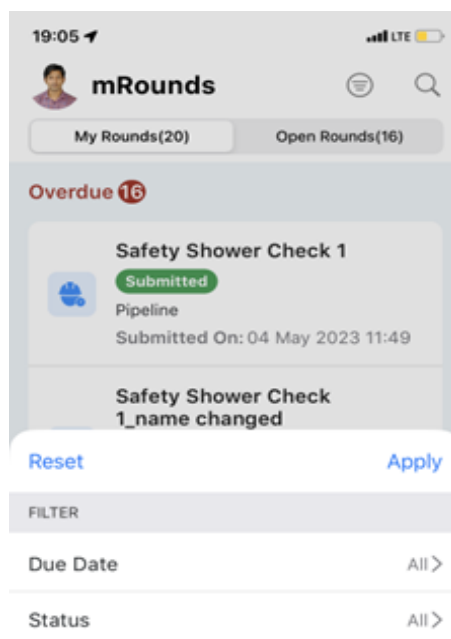 19:05
LTE
mRounds
My Rounds(20)
Open Rounds(16)
Overdue 16
Safety Shower Check 1
Submitted
Pipeline
Submitted On: 04 May 2023 11:49
Safety Shower Check
1_name changed
Reset
Apply
FILTER
Due Date
All
Status
All